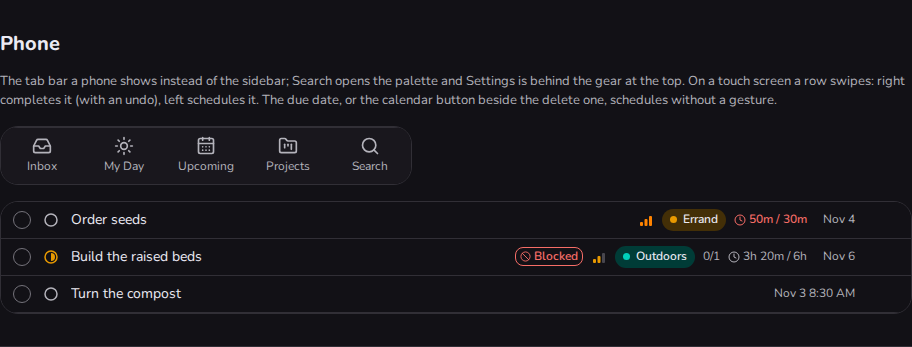 Phone
The tab bar a phone shows instead of the sidebar; Search opens the palette and Settings is behind the gear at the top. On a touch screen a row swipes: right
completes it (with an undo), left schedules it. The due date, or the calendar button beside the delete one, schedules without a gesture.
Inbox My Day Upcoming Projects Search
Order seeds Errand 50m / 30m Nov 4
Build the raised beds Blocked Outdoors 0/1 3h 20m / 6h Nov 6
Turn the compost Nov 3 8:30 AM